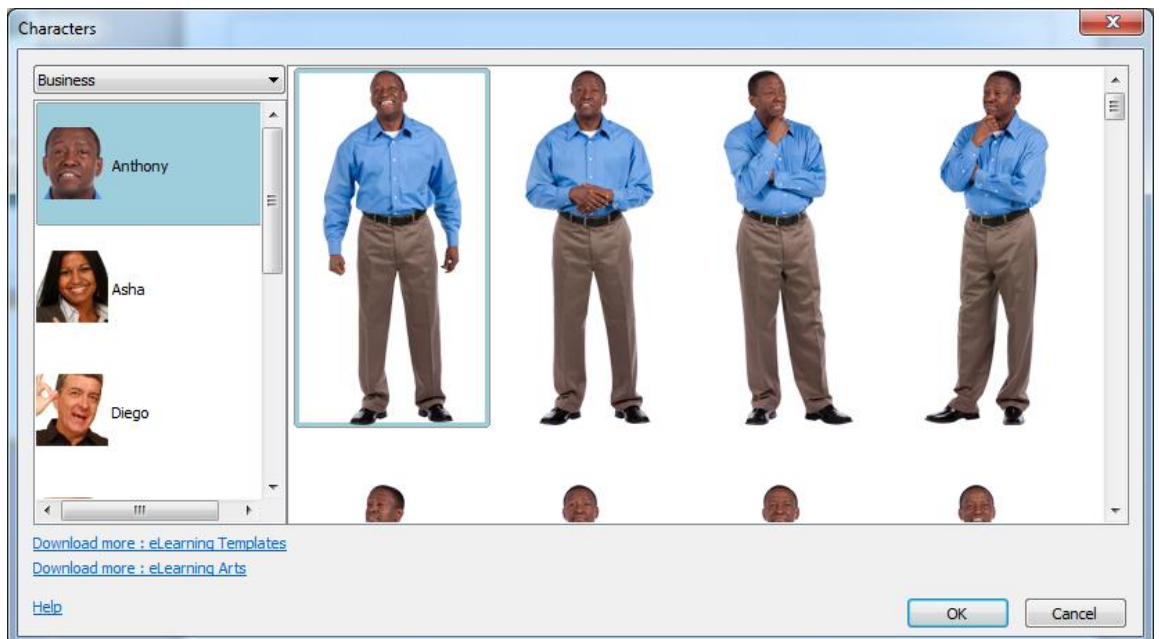 Characters
Business
Anthony
Asha
Diego
Download more : eLearning Templates
Download more : eLearning Arts
Help
OK
Cancel